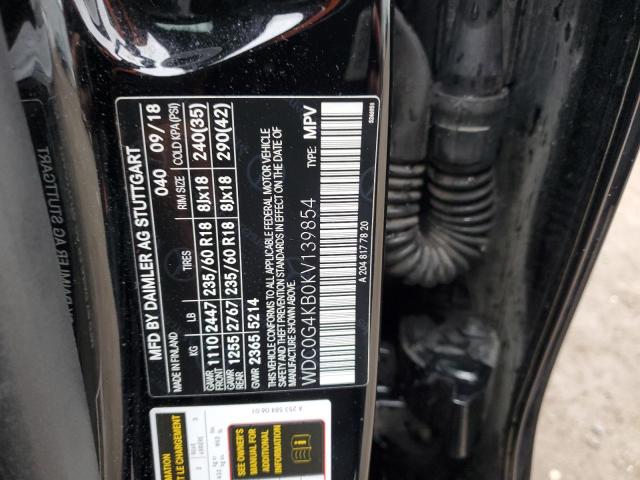 MFD BY DAIMLER AG STUTTGART
MADE IN FINLAND 040 09/18
KG LB TIRES RIM SIZE COLD KPA(PSI)
GAWR FRONT 1110 2447 235/60 R18 8Jx18 240(35)
GAWR REAR 1255 2767 235/60 R18 8Jx18 290(42)
GVWR 2365 5214
THIS VEHICLE CONFORMS TO ALL APPLICABLE FEDERAL MOTOR VEHICLE
SAFETY AND THEFT PREVENTION STANDARDS IN EFFECT ON THE DATE OF
MANUFACTURE SHOWN ABOVE.
WDC0G4KB0KV139854 TYPE: MPV
A 204 817 78 20
A 253 584 06 01
SEE OWNER'S
MANUAL FOR
ADDITIONAL
INFORMATION